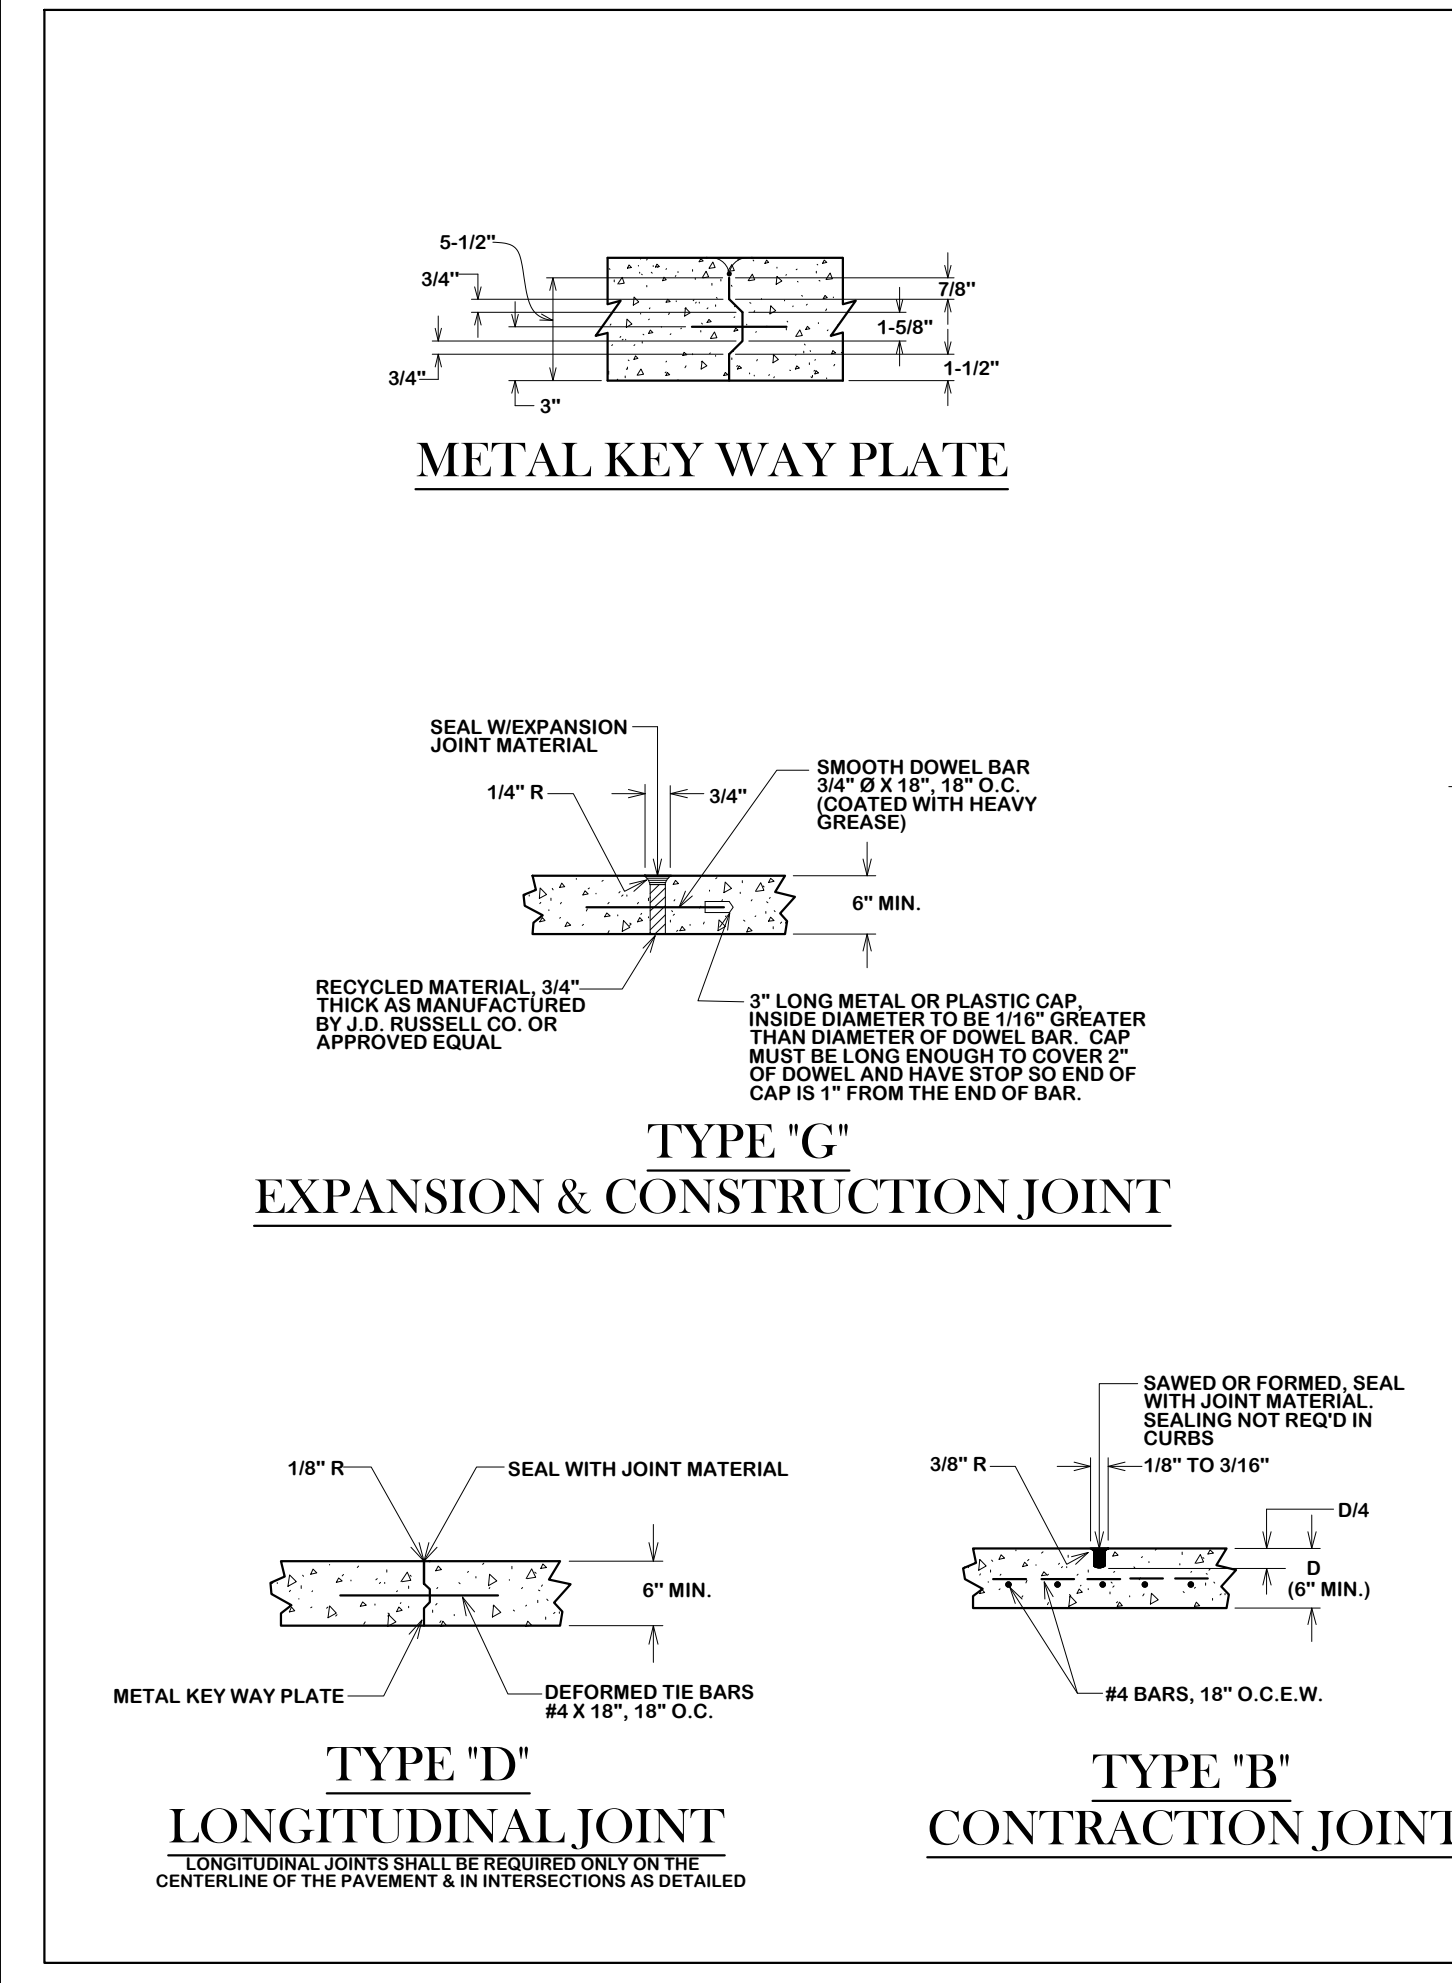 5-1/2"
3/4"
7/8"
1-5/8"
1-1/2"
3/4"
3"
METAL KEY WAY PLATE
SEAL W/EXPANSION
JOINT MATERIAL
1/4" R
3/4"
SMOOTH DOWEL BAR
3/4" Ø X 18", 18" O.C.
(COATED WITH HEAVY
GREASE)
6" MIN.
RECYCLED MATERIAL, 3/4"
THICK AS MANUFACTURED
BY J.D. RUSSELL CO. OR
APPROVED EQUAL
3" LONG METAL OR PLASTIC CAP,
INSIDE DIAMETER TO BE 1/16" GREATER
THAN DIAMETER OF DOWEL BAR. CAP
MUST BE LONG ENOUGH TO COVER 2"
OF DOWEL AND HAVE STOP SO END OF
CAP IS 1" FROM THE END OF BAR.
TYPE "G"
EXPANSION & CONSTRUCTION JOINT
1/8" R
SEAL WITH JOINT MATERIAL
6" MIN.
METAL KEY WAY PLATE
DEFORMED TIE BARS
#4 X 18", 18" O.C.
TYPE "D"
LONGITUDINAL JOINT
LONGITUDINAL JOINTS SHALL BE REQUIRED ONLY ON THE
CENTERLINE OF THE PAVEMENT & IN INTERSECTIONS AS DETAILED
SAWED OR FORMED, SEAL
WITH JOINT MATERIAL.
SEALING NOT REQ'D IN
CURBS
3/8" R
1/8" TO 3/16"
D/4
D
(6" MIN.)
#4 BARS, 18" O.C.E.W.
TYPE "B"
CONTRACTION JOINT